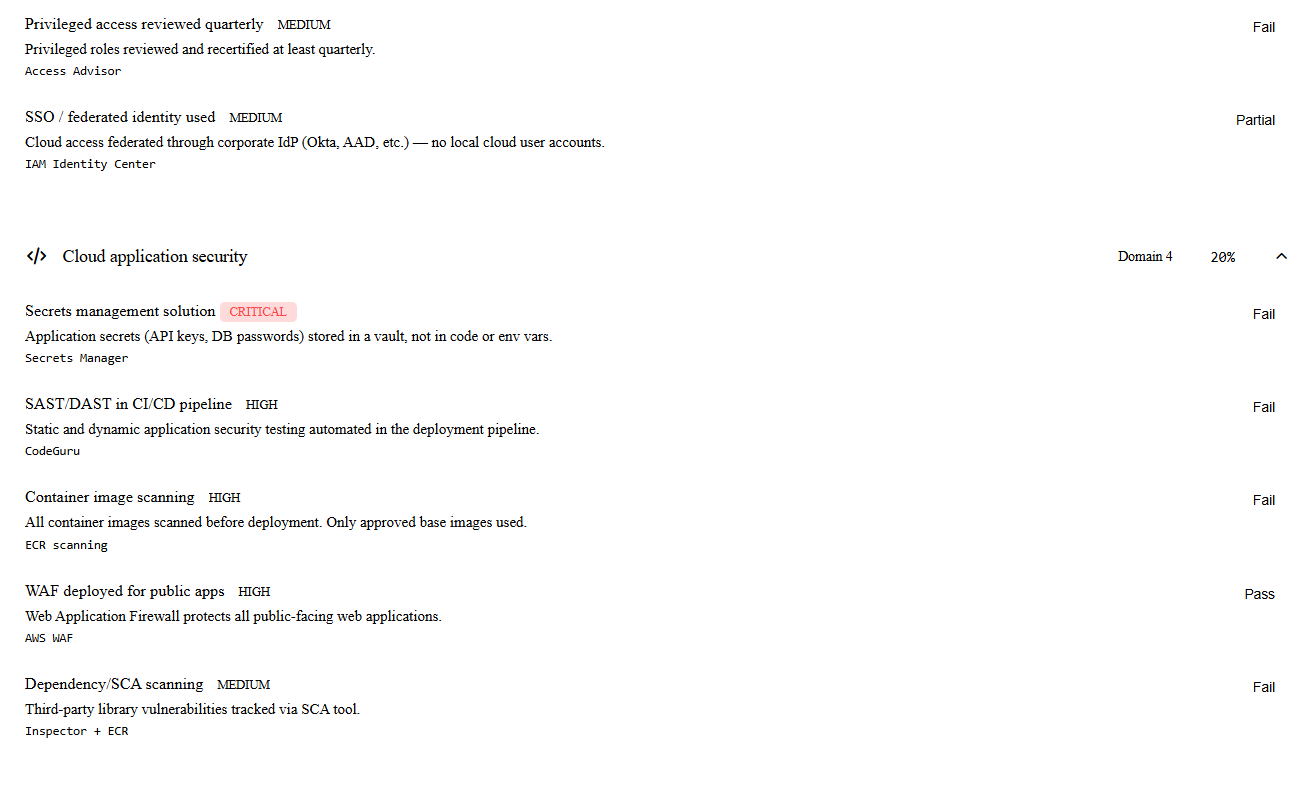 Privileged access reviewed quarterly MEDIUM Fail
Privileged roles reviewed and recertified at least quarterly.
Access Advisor
SSO / federated identity used MEDIUM Partial
Cloud access federated through corporate IdP (Okta, AAD, etc.) — no local cloud user accounts.
IAM Identity Center
</> Cloud application security Domain 4 20%
Secrets management solution CRITICAL Fail
Application secrets (API keys, DB passwords) stored in a vault, not in code or env vars.
Secrets Manager
SAST/DAST in CI/CD pipeline HIGH Fail
Static and dynamic application security testing automated in the deployment pipeline.
CodeGuru
Container image scanning HIGH Fail
All container images scanned before deployment. Only approved base images used.
ECR scanning
WAF deployed for public apps HIGH Pass
Web Application Firewall protects all public-facing web applications.
AWS WAF
Dependency/SCA scanning MEDIUM Fail
Third-party library vulnerabilities tracked via SCA tool.
Inspector + ECR